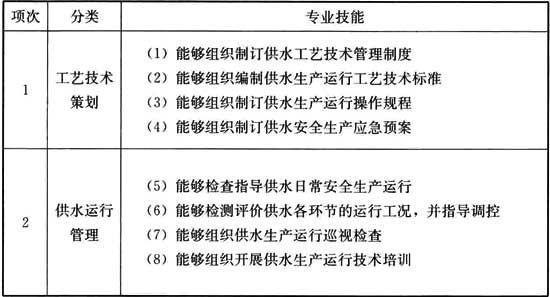 项次 分类 专业技能
1 工艺技术策划
（1）能够组织制订供水工艺技术管理制度
（2）能够组织编制供水生产运行工艺技术标准
（3）能够组织制订供水生产运行操作规程
（4）能够组织制订供水安全生产应急预案
2 供水运行管理
（5）能够检查指导供水日常安全生产运行
（6）能够检测评价供水各环节的运行工况，并指导调控
（7）能够组织供水生产运行巡视检查
（8）能够组织开展供水生产运行技术培训